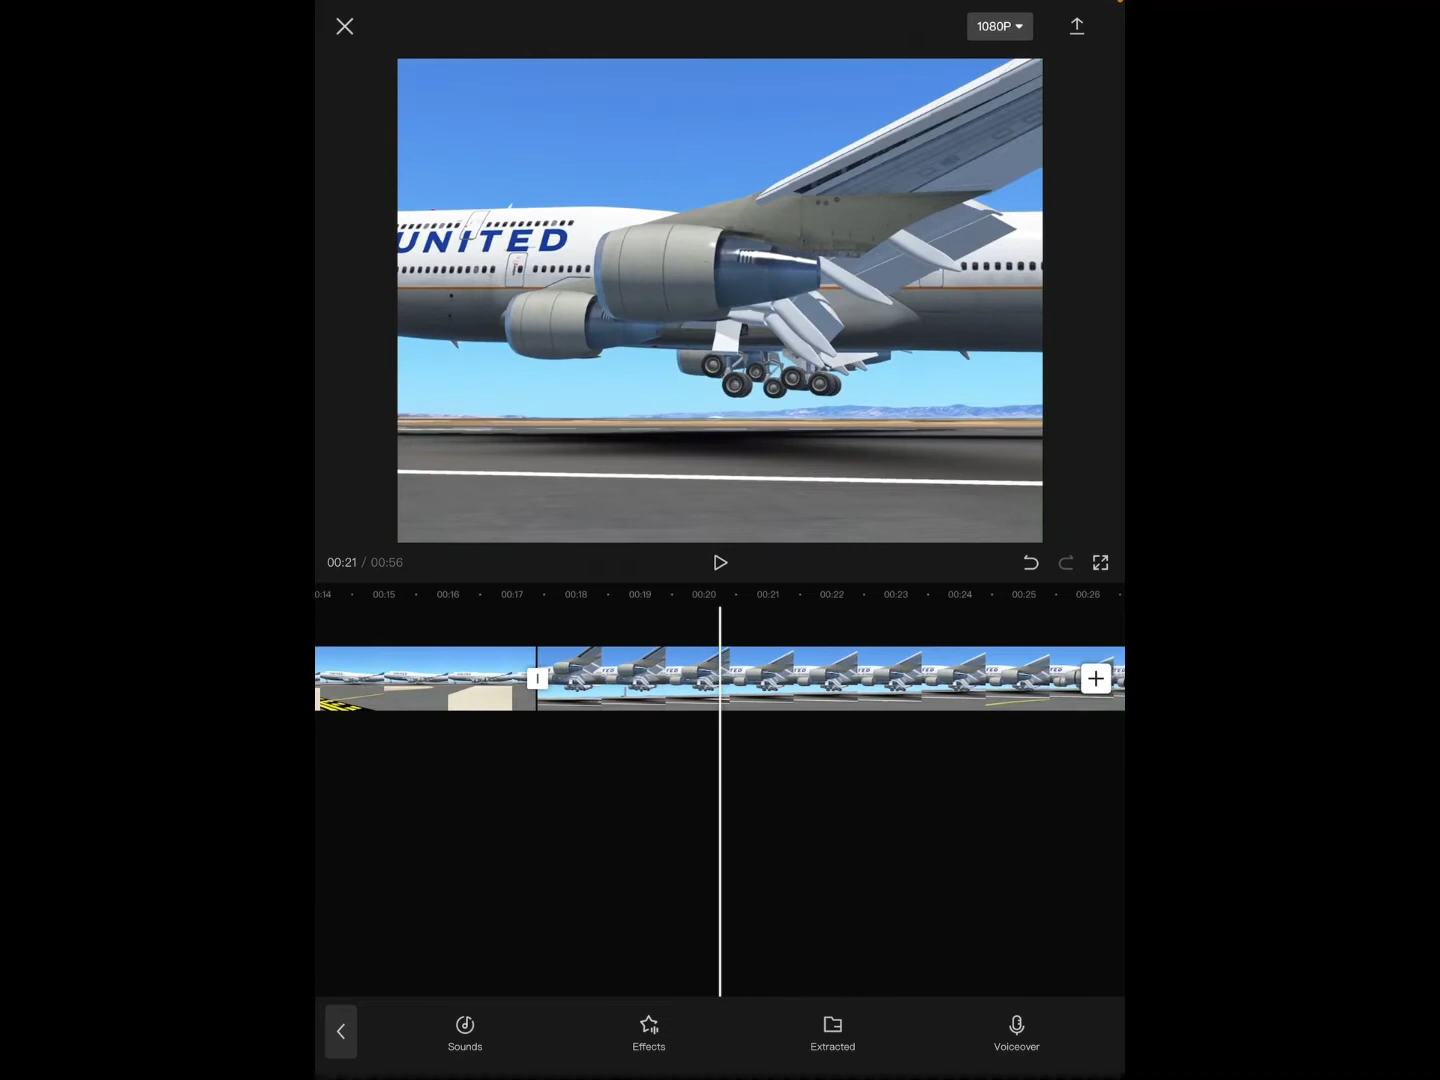 1080P
UNITED
00:21 / 00:56
0:14 00:15 00:16 00:17 00:18 00:19 00:20 00:21 00:22 00:23 00:24 00:25 00:26
Sounds Effects Extracted Voiceover